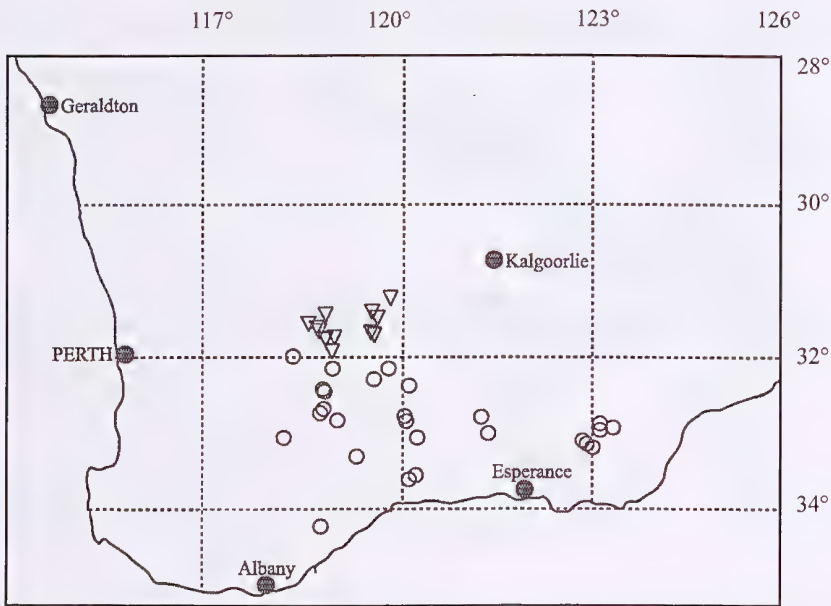 117° 120° 123° 126°
28°
Geraldton
30°
Kalgoorlie
PERTH
32°
Esperance
34°
Albany